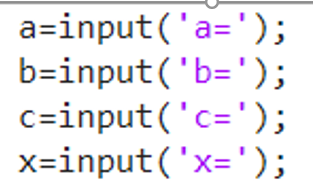 a=input('a=');
b=input('b=');
c=input('c=');
x=input('x=');